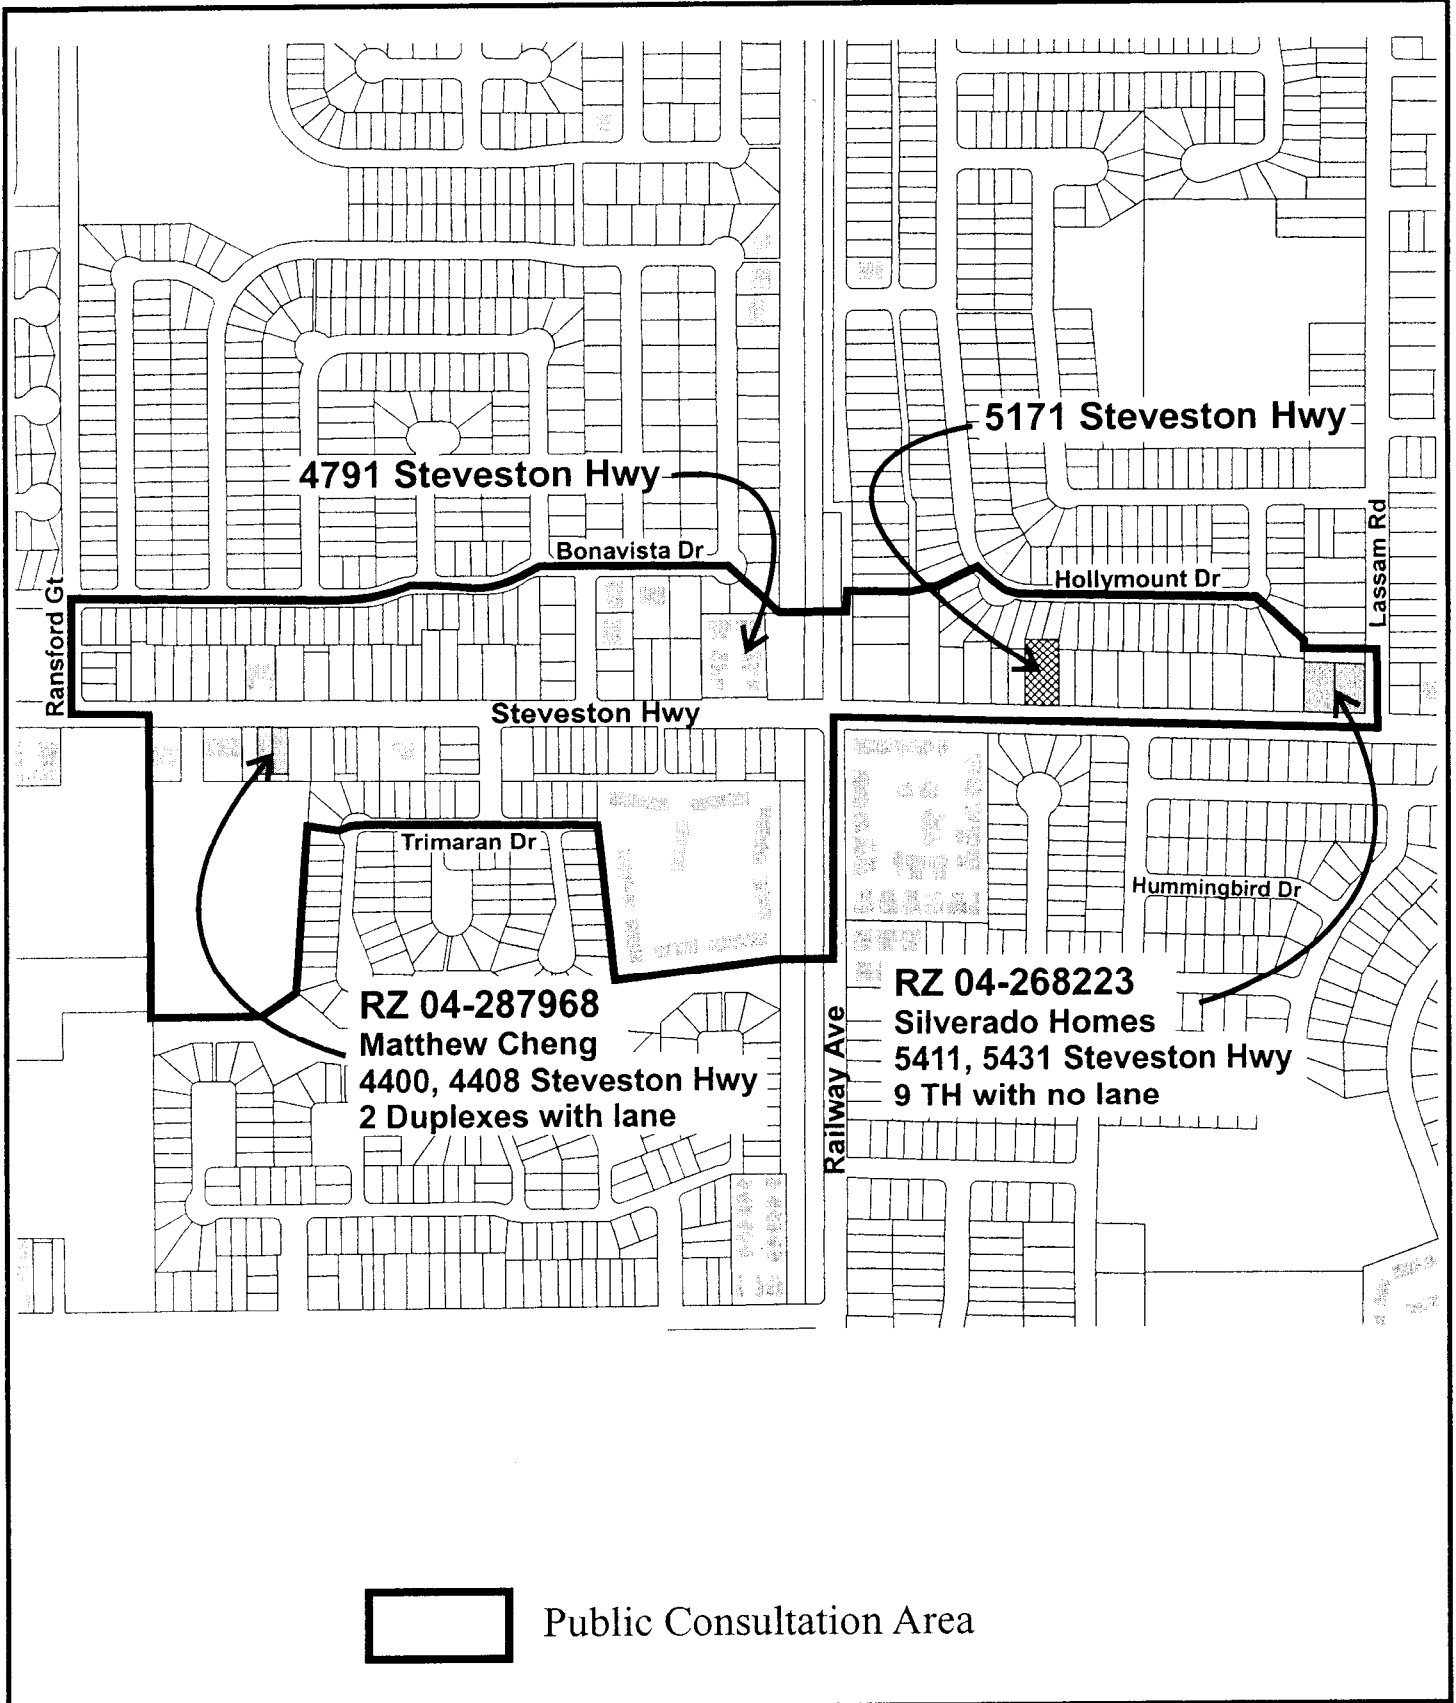 5171 Steveston Hwy
4791 Steveston Hwy
Bonavista Dr
Hollymount Dr
Lassam Rd
Ransford Gt
Steveston Hwy
Trimaran Dr
Hummingbird Dr
RZ 04-287968
Matthew Cheng
4400, 4408 Steveston Hwy
2 Duplexes with lane
Railway Ave
RZ 04-268223
Silverado Homes
5411, 5431 Steveston Hwy
9 TH with no lane
Public Consultation Area